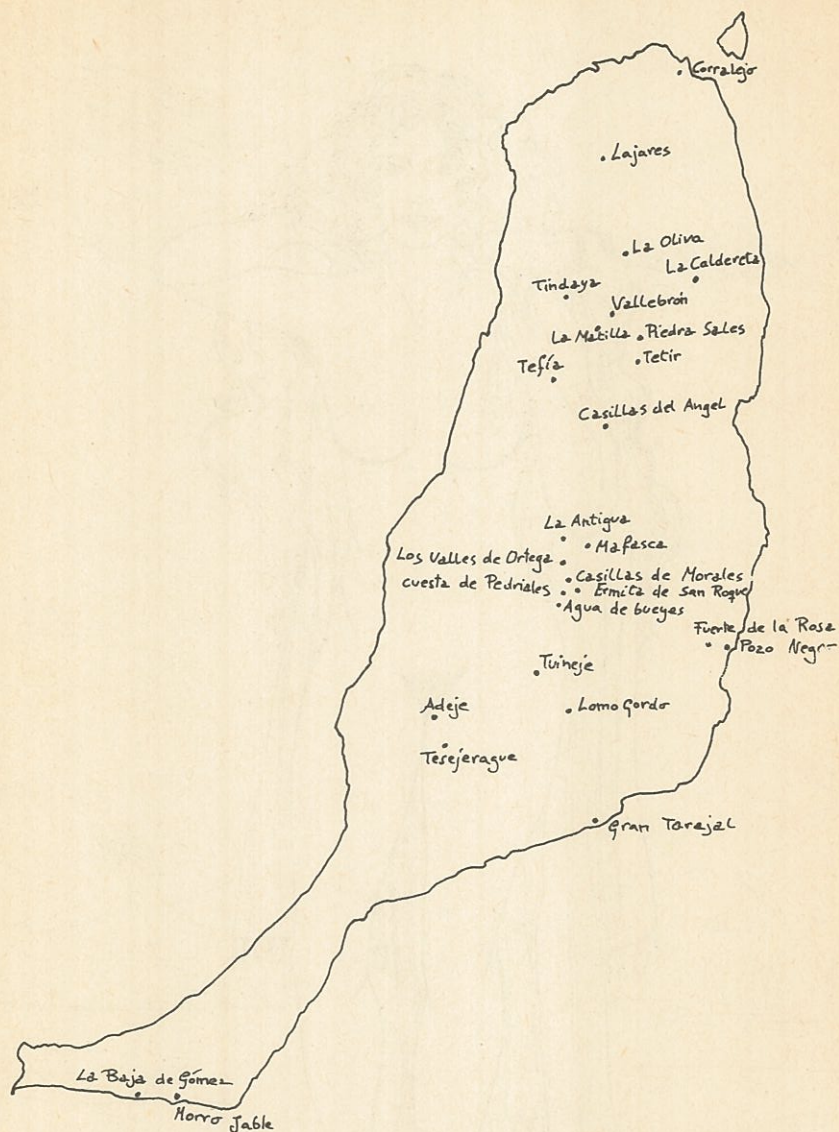 Corralejo
Lajares
La Oliva
La Caldereta
Tindaya
Vallebrón
La Matilla
Piedra Sales
Tetir
Tefía
Casillas del Angel
La Antigua
Mafasca
Los Valles de Ortega
Casillas de Morales
cuesta de Pedriales
Ermita de San Roque
Agua de bueyes
Fuerte de la Rosa
Pozo Negro
Tuineje
Adeje
Lomo Gordo
Tesejerague
Gran Tarajal
La Baja de Gómez
Morro Jable